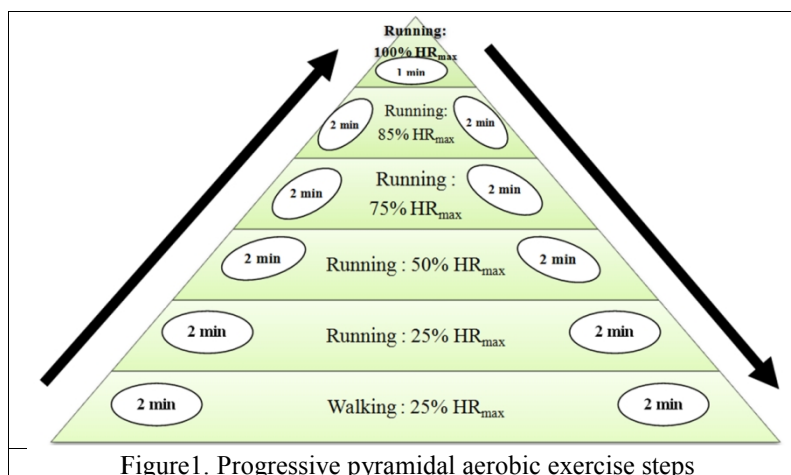 Running:
100% HRmax
1 min
2 min
Running:
85% HRmax
2 min
2 min
Running :
75% HRmax
2 min
2 min
Running : 50% HRmax
2 min
2 min
Running : 25% HRmax
2 min
2 min
Walking : 25% HRmax
2 min
Figure1. Progressive pyramidal aerobic exercise steps